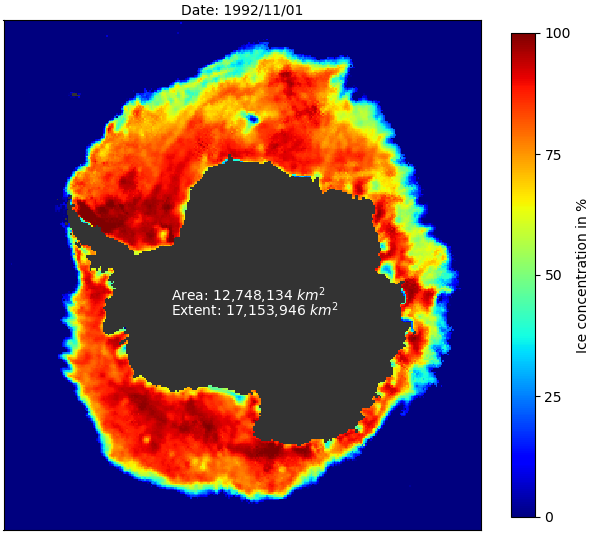 Date: 1992/11/01
Area: 12,748,134 km²
Extent: 17,153,946 km²
100
75
50
25
0
Ice concentration in %